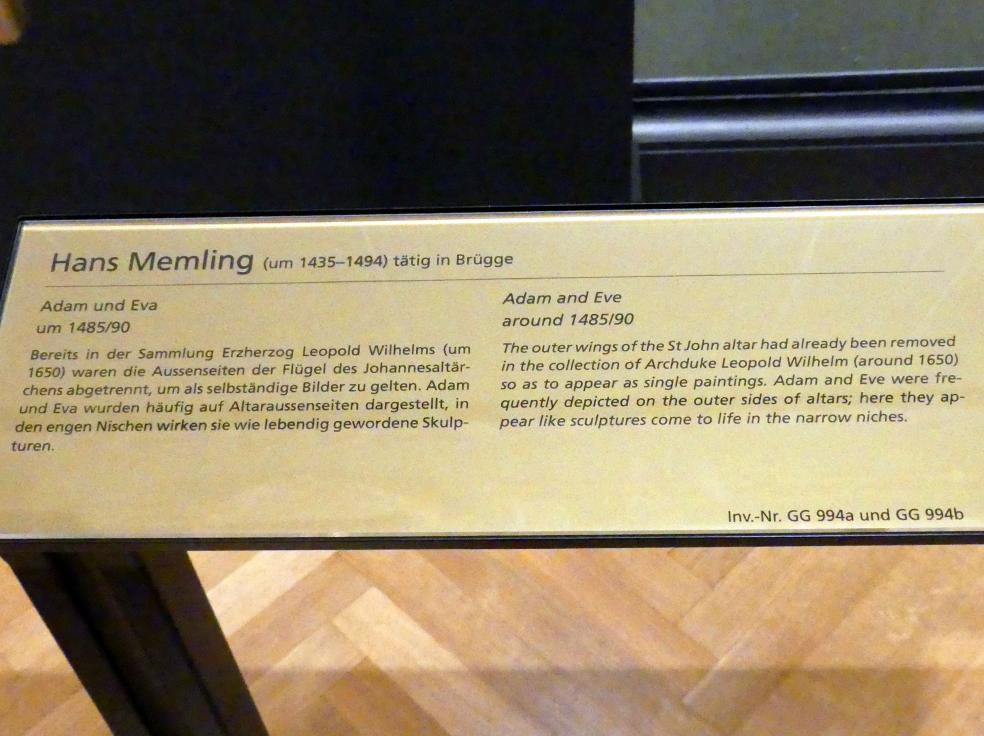 Hans Memling (um 1435–1494) tätig in Brügge
Adam und Eva
um 1485/90
Bereits in der Sammlung Erzherzog Leopold Wilhelms (um
1650) waren die Aussenseiten der Flügel des Johannesaltär-
chens abgetrennt, um als selbständige Bilder zu gelten. Adam
und Eva wurden häufig auf Altaraussenseiten dargestellt, in
den engen Nischen wirken sie wie lebendig gewordene Skulp-
turen.
Adam and Eve
around 1485/90
The outer wings of the St John altar had already been removed
in the collection of Archduke Leopold Wilhelm (around 1650)
so as to appear as single paintings. Adam and Eve were fre-
quently depicted on the outer sides of altars; here they ap-
pear like sculptures come to life in the narrow niches.
Inv.-Nr. GG 994a und GG 994b